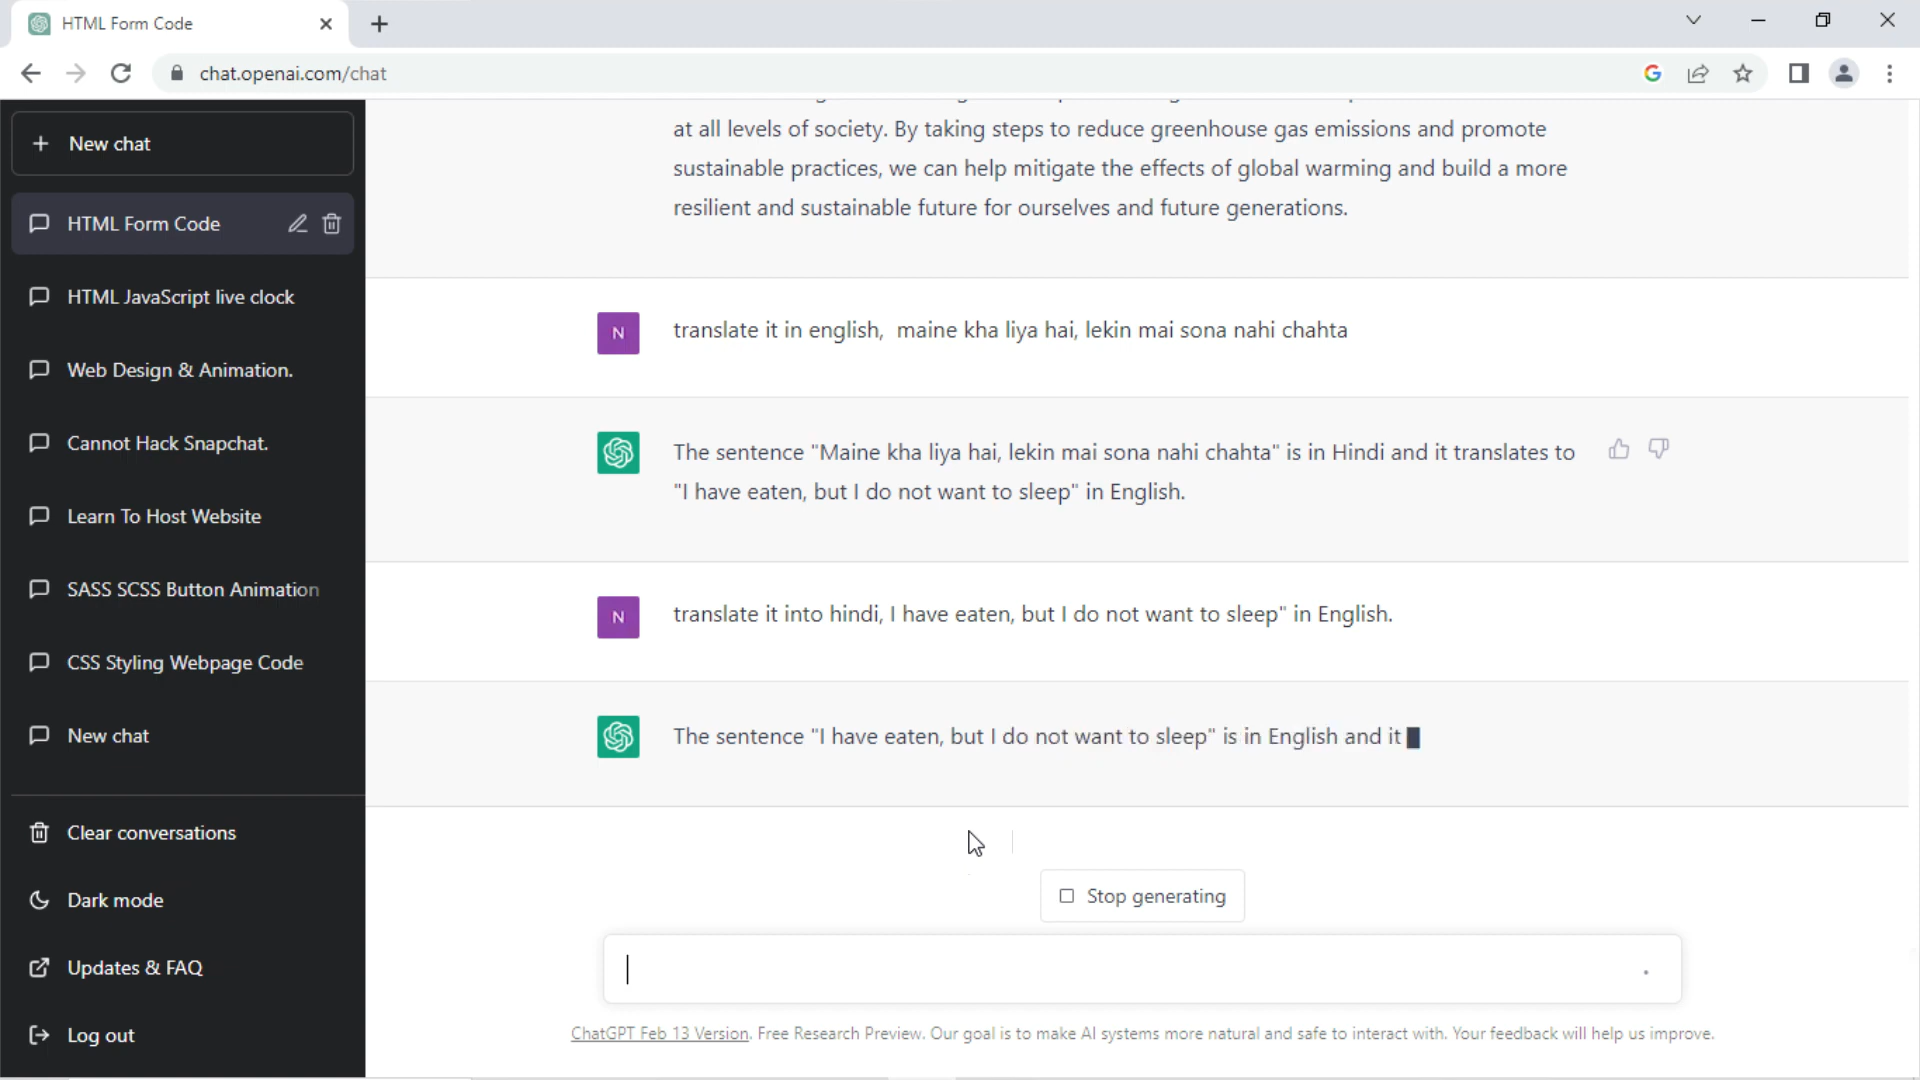 HTML Form Code
chat.openai.com/chat
New chat
HTML Form Code
HTML JavaScript live clock
Web Design & Animation.
Cannot Hack Snapchat.
Learn To Host Website
SASS SCSS Button Animation
CSS Styling Webpage Code
New chat
Clear conversations
Dark mode
Updates & FAQ
Log out
at all levels of society. By taking steps to reduce greenhouse gas emissions and promote
sustainable practices, we can help mitigate the effects of global warming and build a more
resilient and sustainable future for ourselves and future generations.
N translate it in english, maine kha liya hai, lekin mai sona nahi chahta
The sentence "Maine kha liya hai, lekin mai sona nahi chahta" is in Hindi and it translates to
"I have eaten, but I do not want to sleep" in English.
N translate it into hindi, I have eaten, but I do not want to sleep" in English.
The sentence "I have eaten, but I do not want to sleep" is in English and it
Stop generating
ChatGPT Feb 13 Version. Free Research Preview. Our goal is to make AI systems more natural and safe to interact with. Your feedback will help us improve.